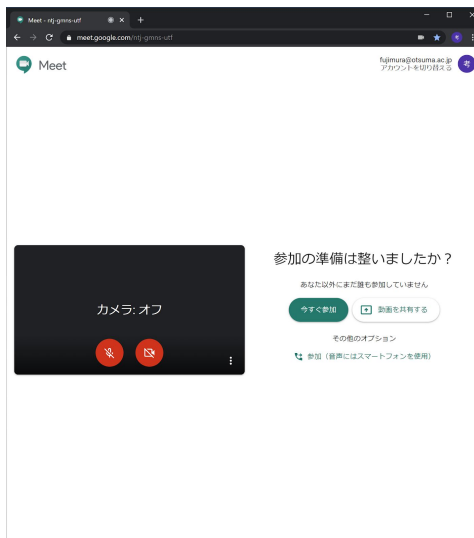 Meet - ntj-gmns-utf
meet.google.com/ntj-gmns-utf
Meet
fujimura@otsuma.ac.jp
アカウントを切り替える
考
カメラ: オフ
参加の準備は整いましたか？
あなた以外にまだ誰も参加していません
今すぐ参加
動画を共有する
その他のオプション
参加（音声にはスマートフォンを使用）